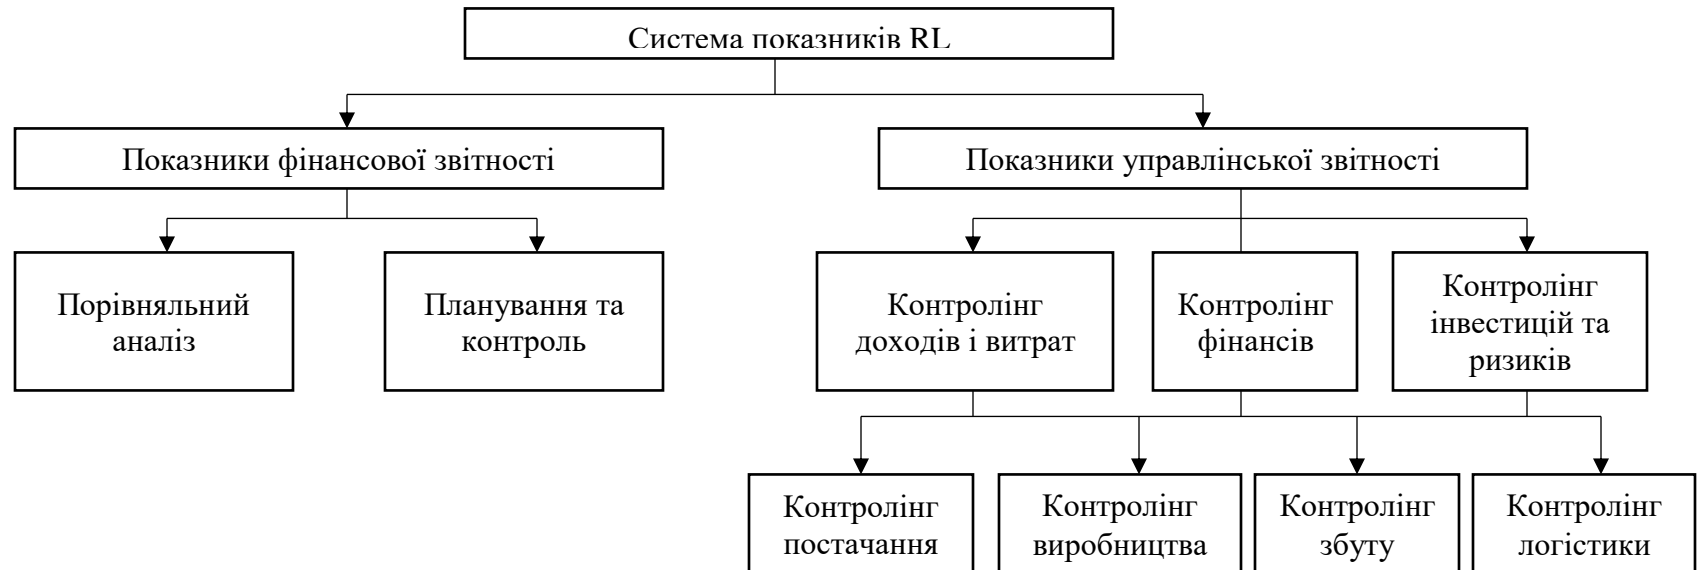 Система показників RL
Показники фінансової звітності
Показники управлінської звітності
Порівняльний
аналіз
Планування та
контроль
Контролінг
доходів і витрат
Контролінг
фінансів
Контролінг
інвестицій та
ризиків
Контролінг
постачання
Контролінг
виробництва
Контролінг
збуту
Контролінг
логістики